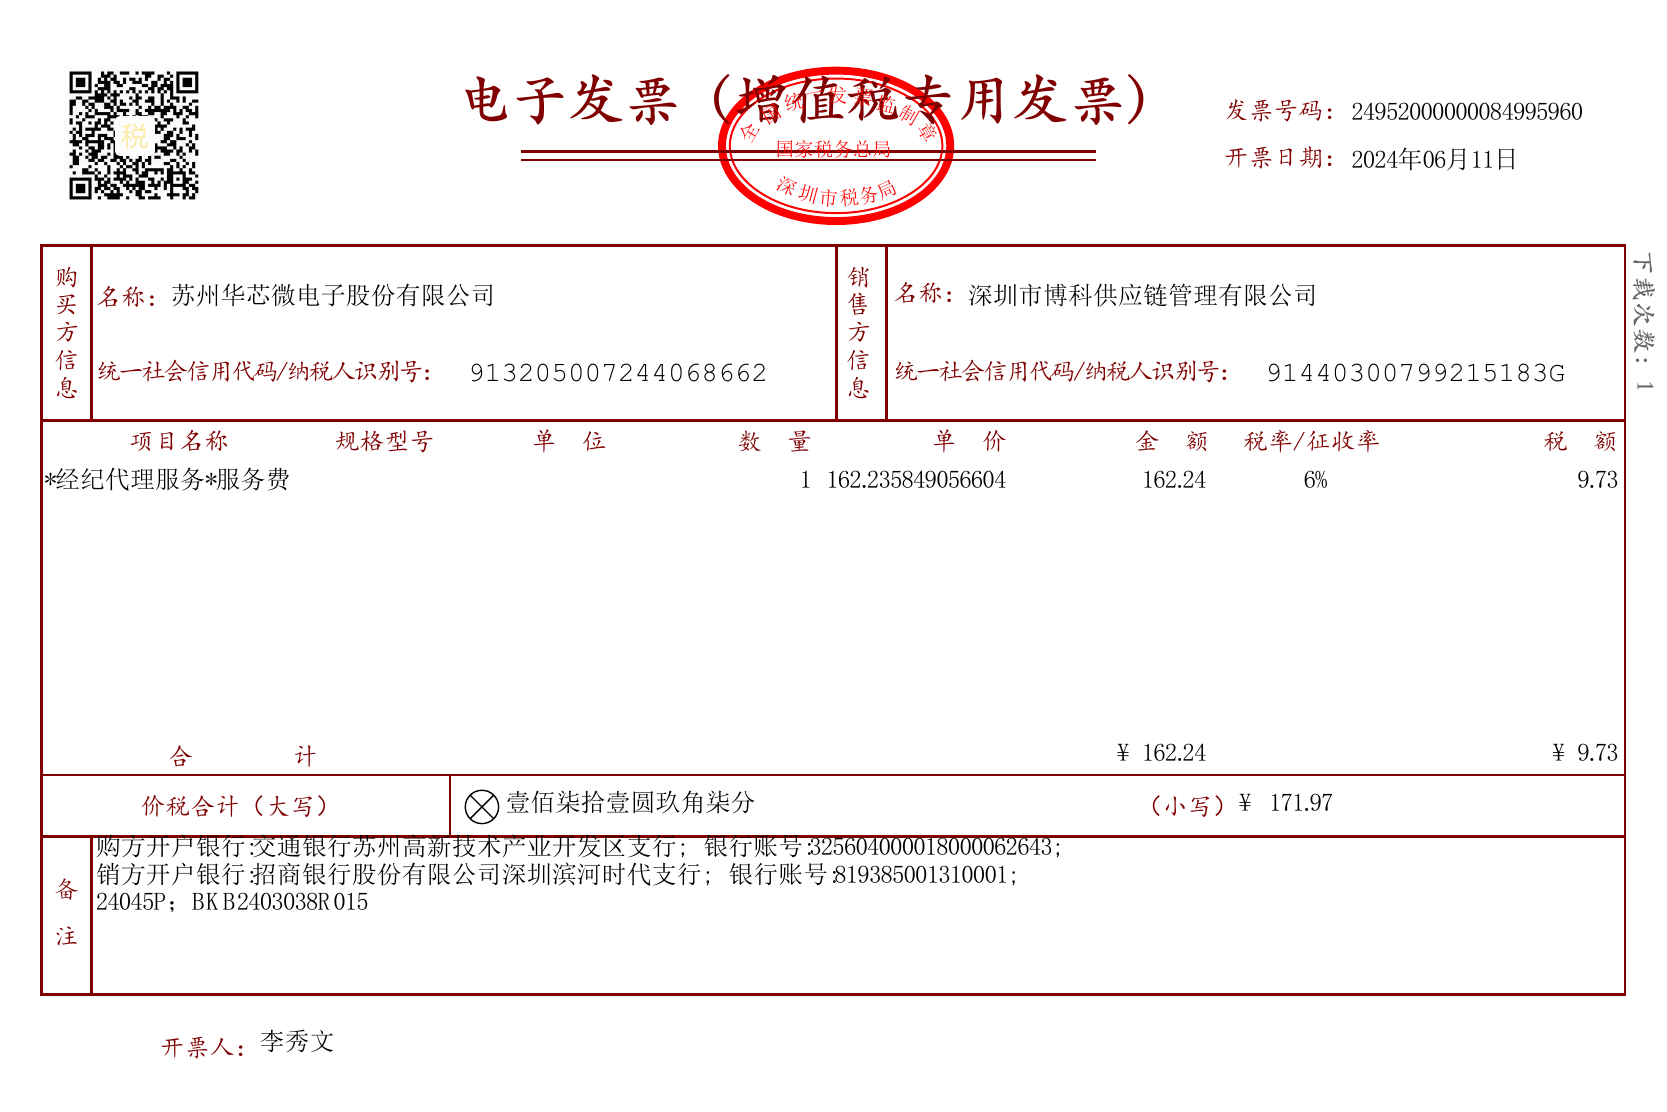 电子发票（增值税专用发票）
全国统一发票监制章
国家税务总局
深圳市税务局
税
发票号码：24952000000084995960
开票日期：2024年06月11日
下载次数：1
购买方信息
名称：苏州华芯微电子股份有限公司
统一社会信用代码/纳税人识别号：913205007244068662
销售方信息
名称：深圳市博科供应链管理有限公司
统一社会信用代码/纳税人识别号：91440300799215183G
项目名称 规格型号 单 位 数 量 单 价 金 额 税率/征收率 税 额
*经纪代理服务*服务费 1 162.235849056604 162.24 6% 9.73
合 计 ¥ 162.24 ¥ 9.73
价税合计（大写） 壹佰柒拾壹圆玖角柒分 （小写）¥ 171.97
备注
购方开户银行:交通银行苏州高新技术产业开发区支行； 银行账号:325604000018000062643；
销方开户银行:招商银行股份有限公司深圳滨河时代支行； 银行账号:819385001310001；
24045P；BKB2403038R015
开票人：李秀文